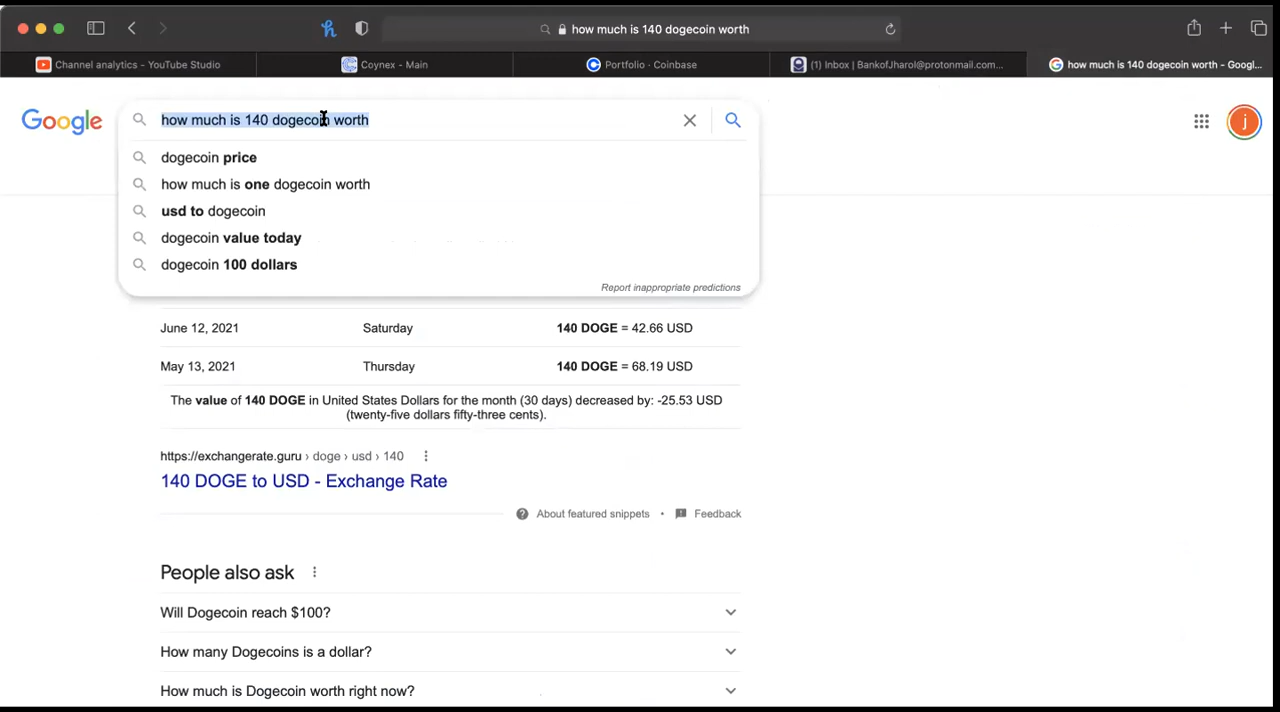 how much is 140 dogecoin worth
Channel analytics - YouTube Studio
Coynex - Main
Portfolio - Coinbase
(1) Inbox | BankofJharol@protonmail.com...
how much is 140 dogecoin worth - Googl...
Google
how much is 140 dogecoin worth
j
dogecoin price
how much is one dogecoin worth
usd to dogecoin
dogecoin value today
dogecoin 100 dollars
Report inappropriate predictions
June 12, 2021 Saturday 140 DOGE = 42.66 USD
May 13, 2021 Thursday 140 DOGE = 68.19 USD
The value of 140 DOGE in United States Dollars for the month (30 days) decreased by: -25.53 USD
(twenty-five dollars fifty-three cents).
https://exchangerate.guru › doge › usd › 140
140 DOGE to USD - Exchange Rate
About featured snippets • Feedback
People also ask
Will Dogecoin reach $100?
How many Dogecoins is a dollar?
How much is Dogecoin worth right now?